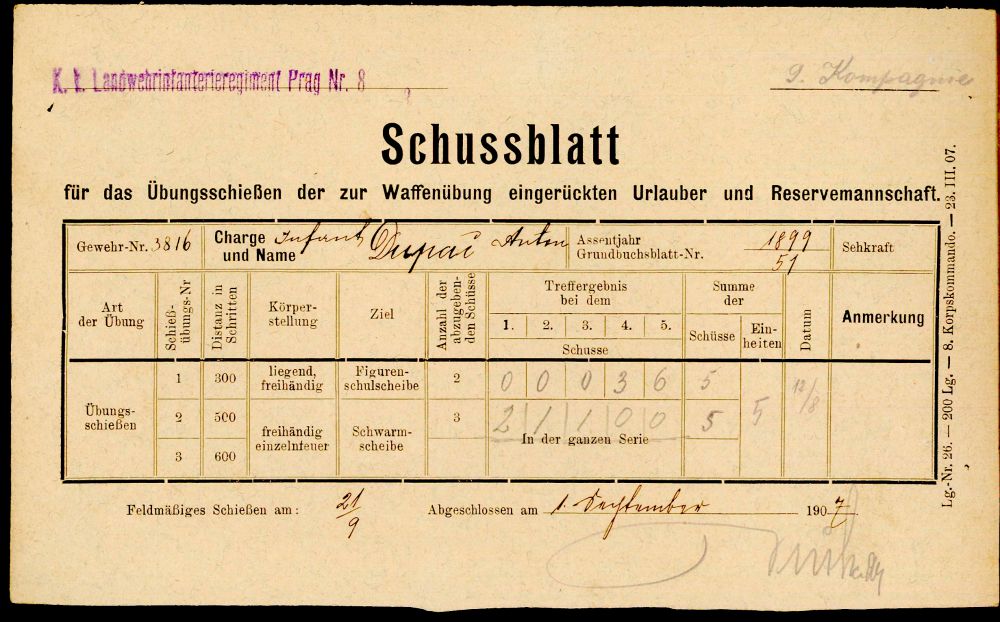 K. k. Landwehrinfanterieregiment Prag Nr. 8
9. Kompagnie
Schussblatt
für das Übungsschießen der zur Waffenübung eingerückten Urlauber und Reservemannschaft.
Gewehr-Nr. 3816
Charge und Name Infant Anton
Assentjahr 1899
Grundbuchsblatt-Nr. 51
Sehkraft
Art der Übung
Schieß-übungs-Nr
Distanz in Schritten
Körper-stellung
Ziel
Anzahl der abzugeben-den Schüsse
Treffergebnis bei dem
1. 2. 3. 4. 5.
Schusse
Summe der
Schüsse
Ein-heiten
Datum
Anmerkung
Übungs-schießen
1 300 liegend, freihändig Figuren-schulscheibe 2 0 0 0 3 6 5
2 500 freihändig einzelnteuer Schwarm-scheibe 3 2 1 1 0 0 5 5 12/8
3 600 In der ganzen Serie
Feldmäßiges Schießen am: 21/9
Abgeschlossen am 1. September 1907
Lg.-Nr. 26. — 200 Lg. — 8. Korpskommando. — 23. III. 07.